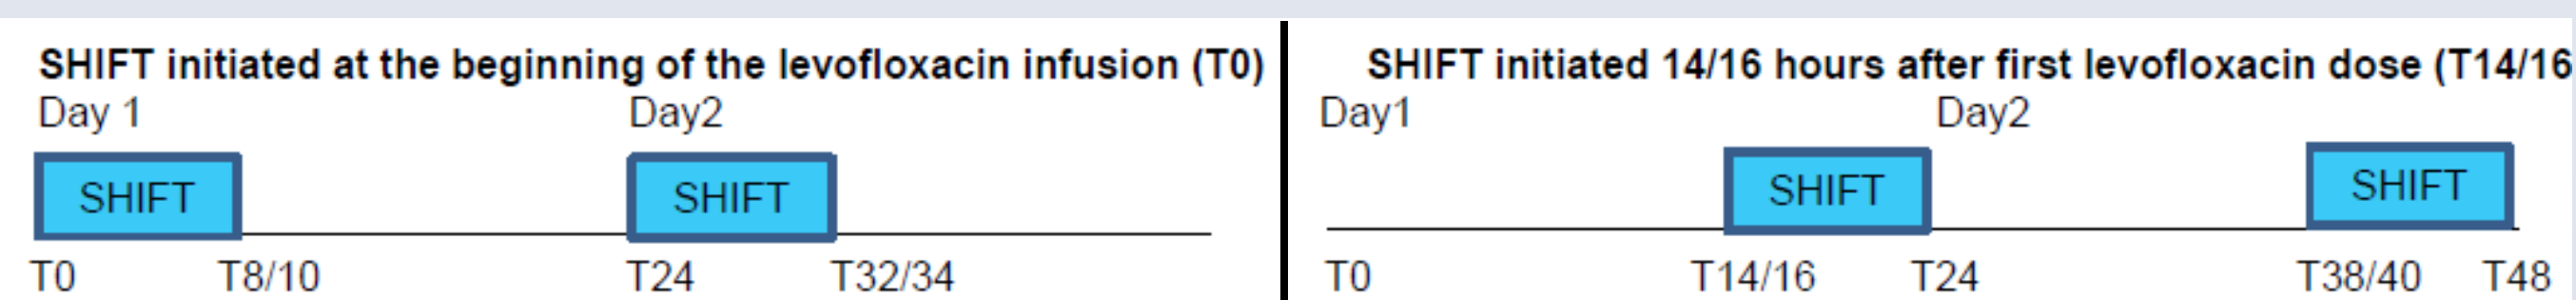 SHIFT initiated at the beginning of the levofloxacin infusion (T0)
Day 1 Day2
SHIFT SHIFT
T0 T8/10 T24 T32/34
SHIFT initiated 14/16 hours after first levofloxacin dose (T14/16
Day1 Day2
SHIFT SHIFT
T0 T14/16 T24 T38/40 T48